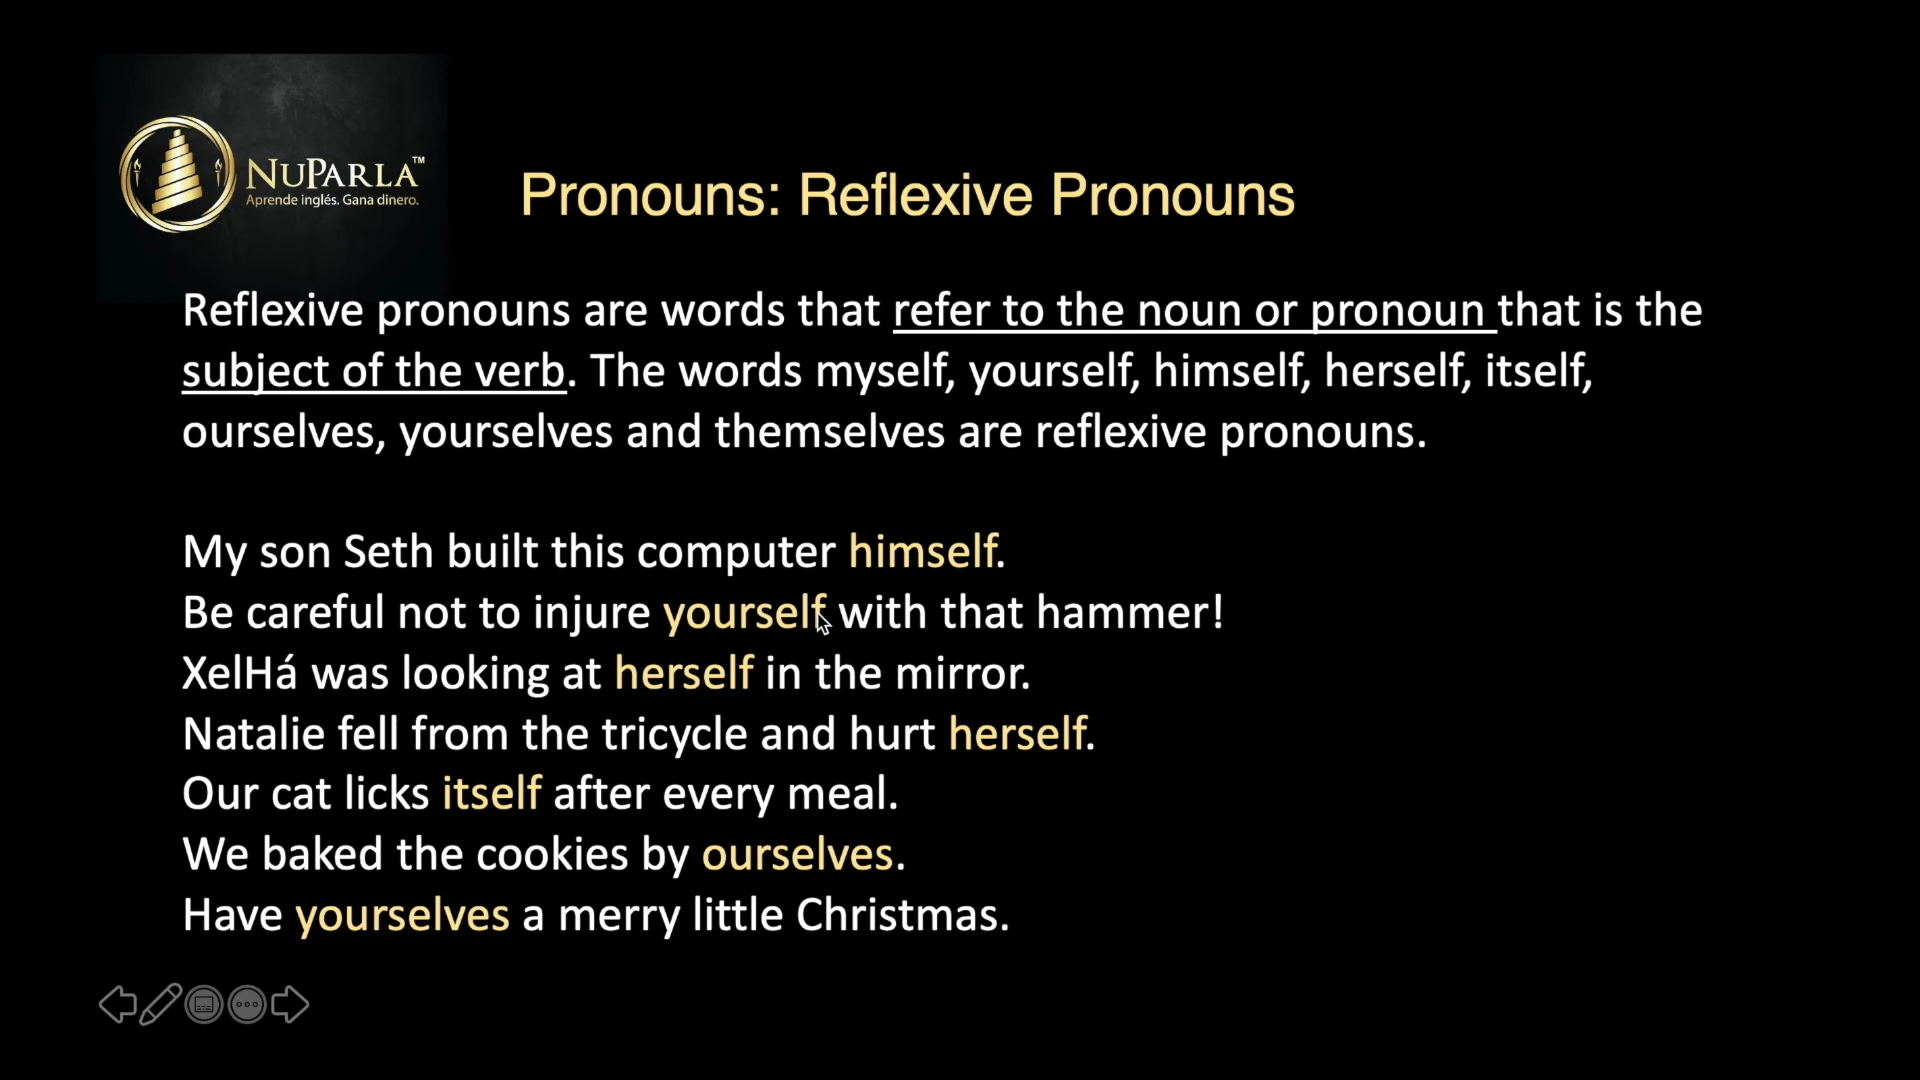 NUPARLA™
Aprende inglés. Gana dinero.
Pronouns: Reflexive Pronouns
Reflexive pronouns are words that refer to the noun or pronoun that is the
subject of the verb. The words myself, yourself, himself, herself, itself,
ourselves, yourselves and themselves are reflexive pronouns.
My son Seth built this computer himself.
Be careful not to injure yourself with that hammer!
XelHá was looking at herself in the mirror.
Natalie fell from the tricycle and hurt herself.
Our cat licks itself after every meal.
We baked the cookies by ourselves.
Have yourselves a merry little Christmas.